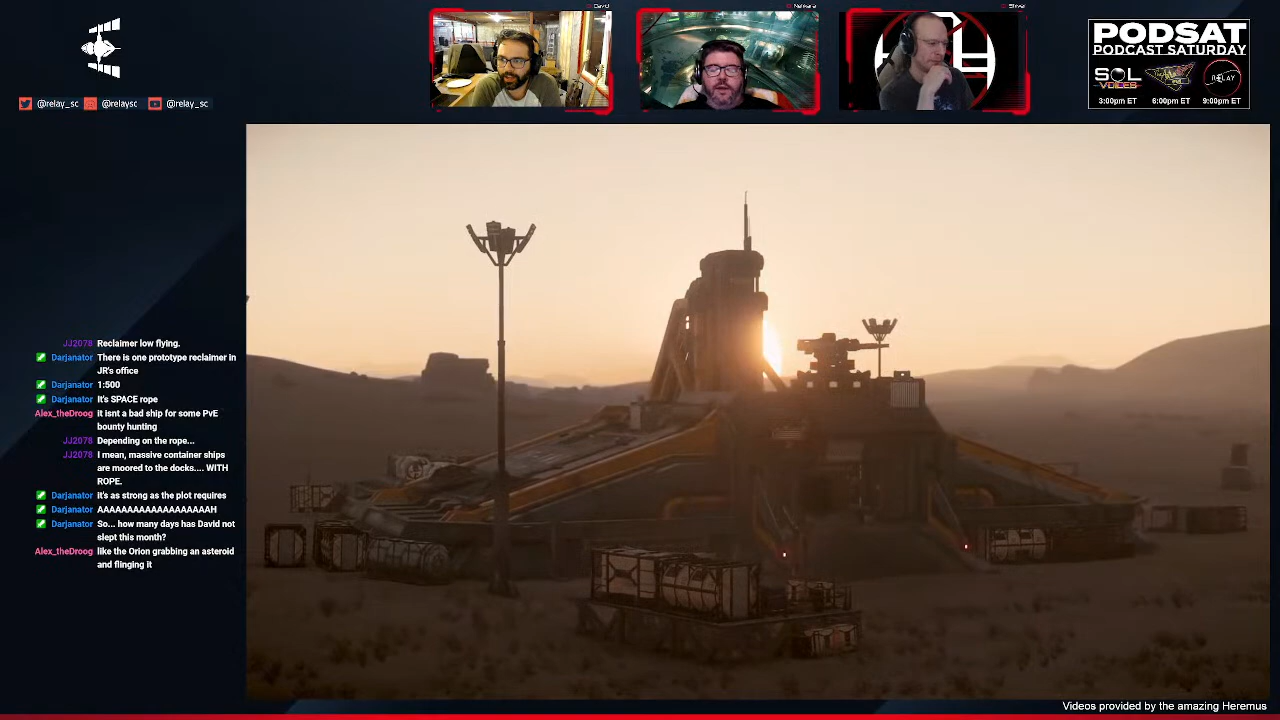 David
@relay_sc
@relaysc
@relay_sc
PODSAT
PODCAST SATURDAY
SOL
VOICES
RELAY
3:00pm ET
6:00pm ET
9:00pm ET
JJ2078 Reclaimer low flying.
Darjanator There is one prototype reclaimer in
JR's office
Darjanator 1:500
Darjanator It's SPACE rope
Alex_theDroog it isnt a bad ship for some PvE
bounty hunting
JJ2078 Depending on the rope...
JJ2078 I mean, massive container ships
are moored to the docks.... WITH
ROPE.
Darjanator it's as strong as the plot requires
Darjanator AAAAAAAAAAAAAAAAAAAH
Darjanator So... how many days has David not
slept this month?
Alex_theDroog like the Orion grabbing an asteroid
and flinging it
Videos provided by the amazing Heremus